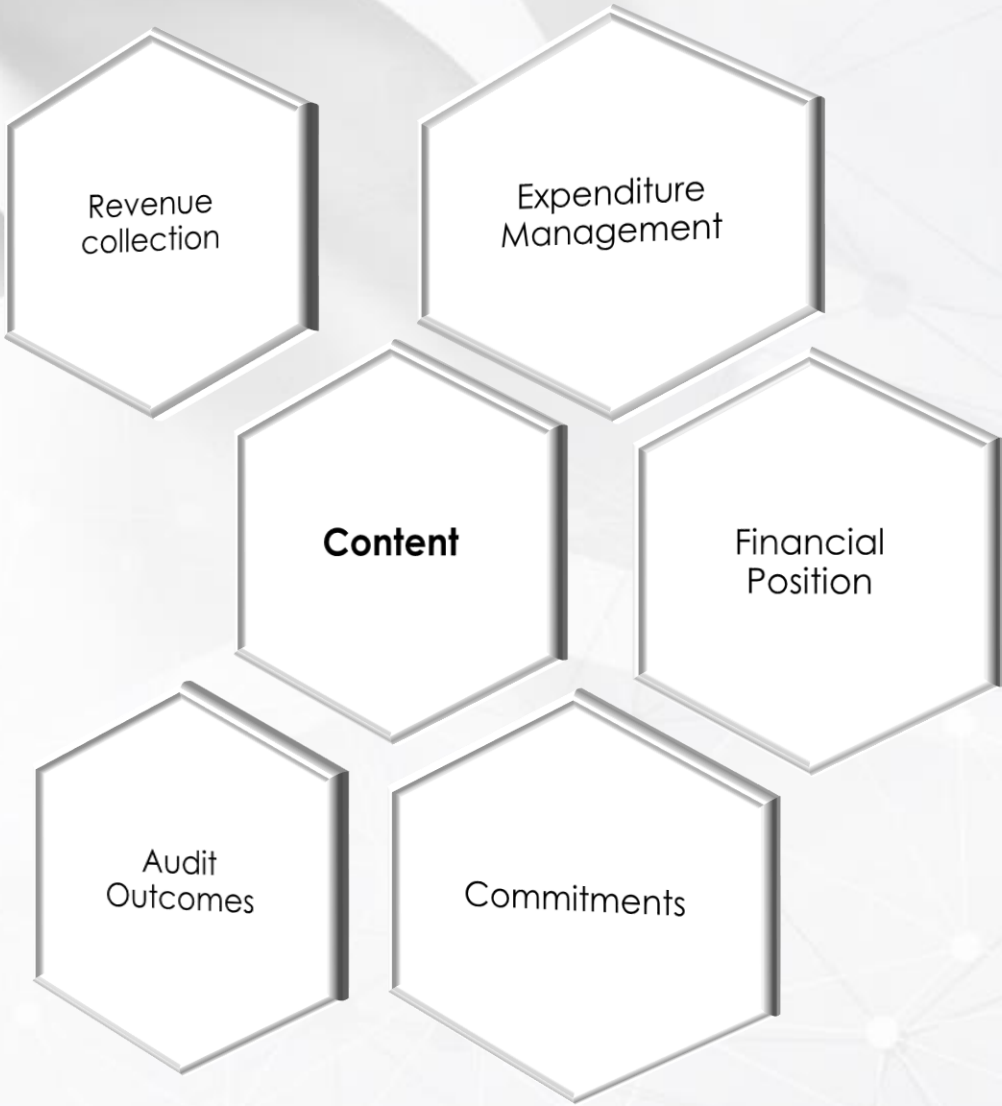 Revenue
collection
Expenditure
Management
Content
Financial
Position
Audit
Outcomes
Commitments